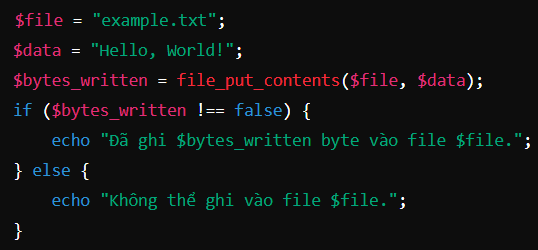 $file = "example.txt";
$data = "Hello, World!";
$bytes_written = file_put_contents($file, $data);
if ($bytes_written !== false) {
    echo "Đã ghi $bytes_written byte vào file $file.";
} else {
    echo "Không thể ghi vào file $file.";
}